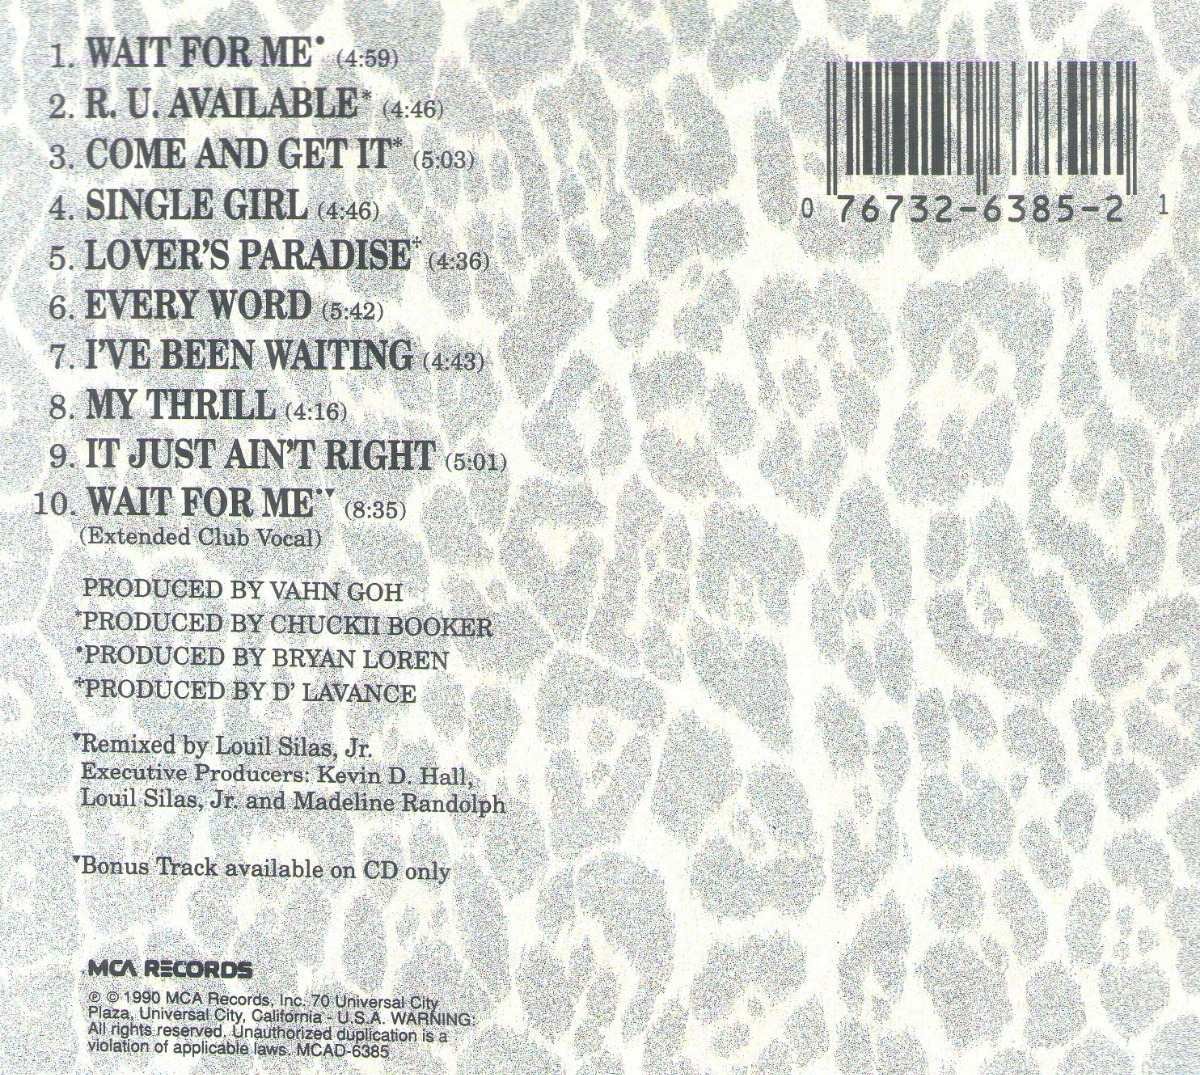 1. WAIT FOR ME• (4:59)
2. R. U. AVAILABLE* (4:46)
3. COME AND GET IT* (5:03)
4. SINGLE GIRL (4:46)
5. LOVER'S PARADISE‡ (4:36)
6. EVERY WORD (5:42)
7. I'VE BEEN WAITING (4:43)
8. MY THRILL (4:16)
9. IT JUST AIN'T RIGHT (5:01)
10. WAIT FOR ME•▼ (8:35)
(Extended Club Vocal)
0 76732-6385-2 1
PRODUCED BY VAHN GOH
*PRODUCED BY CHUCKII BOOKER
•PRODUCED BY BRYAN LOREN
‡PRODUCED BY D' LAVANCE
▼Remixed by Louil Silas, Jr.
Executive Producers: Kevin D. Hall,
Louil Silas, Jr. and Madeline Randolph
▼Bonus Track available on CD only
MCA RECORDS
℗ © 1990 MCA Records, Inc. 70 Universal City
Plaza, Universal City, California - U.S.A. WARNING:
All rights reserved. Unauthorized duplication is a
violation of applicable laws. MCAD-6385